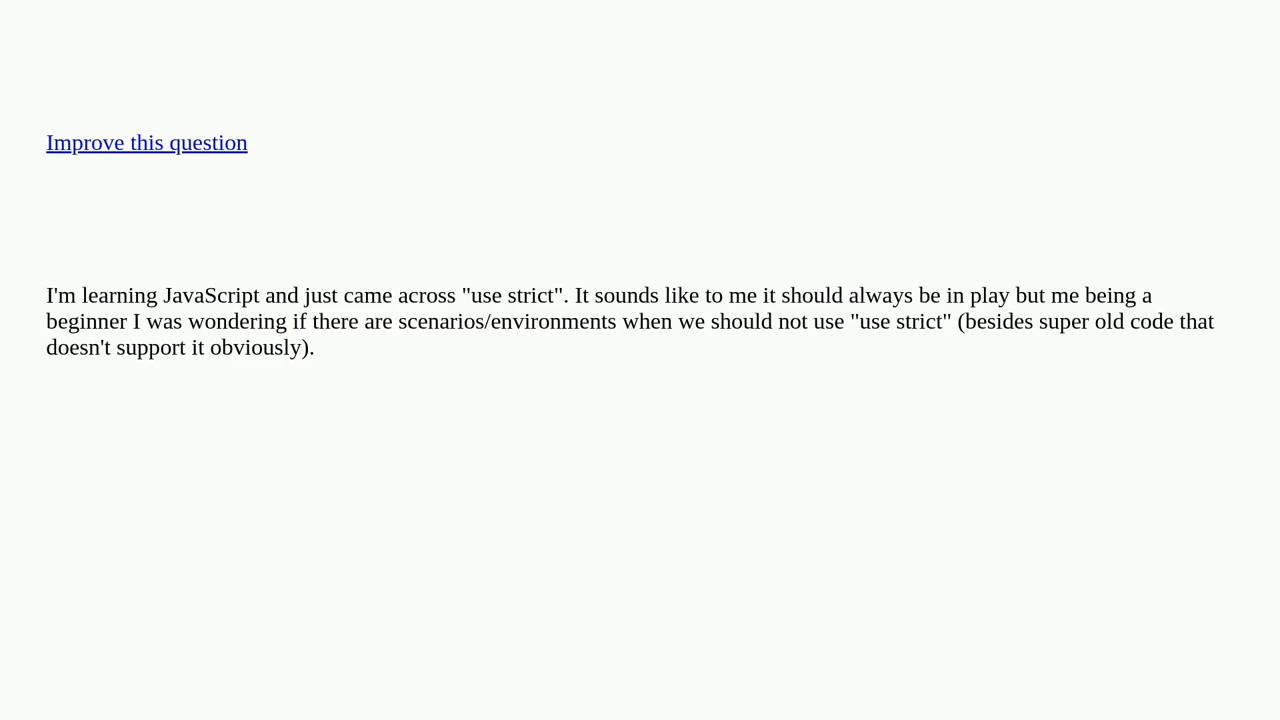 Improve this question
I'm learning JavaScript and just came across "use strict". It sounds like to me it should always be in play but me being a
beginner I was wondering if there are scenarios/environments when we should not use "use strict" (besides super old code that
doesn't support it obviously).